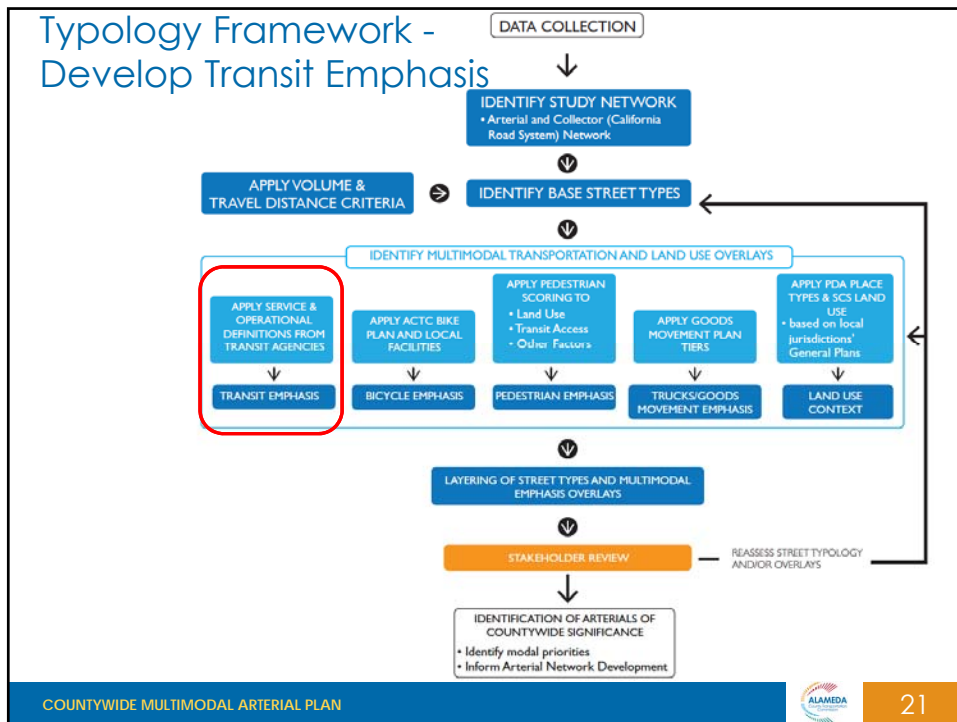 Typology Framework -
Develop Transit Emphasis
DATA COLLECTION
IDENTIFY STUDY NETWORK
• Arterial and Collector (California
Road System) Network
APPLY VOLUME &
TRAVEL DISTANCE CRITERIA
IDENTIFY BASE STREET TYPES
IDENTIFY MULTIMODAL TRANSPORTATION AND LAND USE OVERLAYS
APPLY SERVICE &
OPERATIONAL
DEFINITIONS FROM
TRANSIT AGENCIES
TRANSIT EMPHASIS
APPLY ACTC BIKE
PLAN AND LOCAL
FACILITIES
BICYCLE EMPHASIS
APPLY PEDESTRIAN
SCORING TO
• Land Use
• Transit Access
• Other Factors
PEDESTRIAN EMPHASIS
APPLY GOODS
MOVEMENT PLAN
TIERS
TRUCKS/GOODS
MOVEMENT EMPHASIS
APPLY PDA PLACE
TYPES & SCS LAND
USE
• based on local
jurisdictions'
General Plans
LAND USE
CONTEXT
LAYERING OF STREET TYPES AND MULTIMODAL
EMPHASIS OVERLAYS
STAKEHOLDER REVIEW
REASSESS STREET TYPOLOGY
AND/OR OVERLAYS
IDENTIFICATION OF ARTERIALS OF
COUNTYWIDE SIGNIFICANCE
• Identify modal priorities
• Inform Arterial Network Development
COUNTYWIDE MULTIMODAL ARTERIAL PLAN
ALAMEDA
21